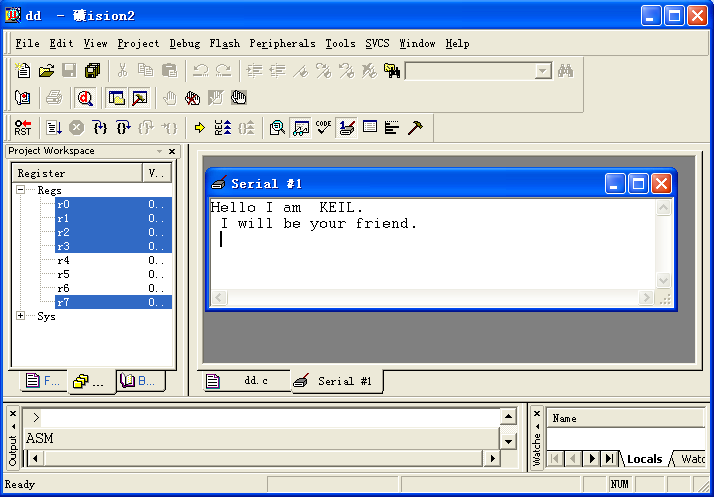 dd - 礦ision2
File Edit View Project Debug Flash Peripherals Tools SVCS Window Help
RST REC CODE
Project Workspace
Register V..
Regs
r0 0..
r1 0..
r2 0..
r3 0..
r4 0..
r5 0..
r6 0..
r7 0..
Sys
F... ... B...
Serial #1
Hello I am  KEIL.
 I will be your friend.
dd.c Serial #1
Output
>
ASM
Watche
Name
Locals Watc
Ready NUM